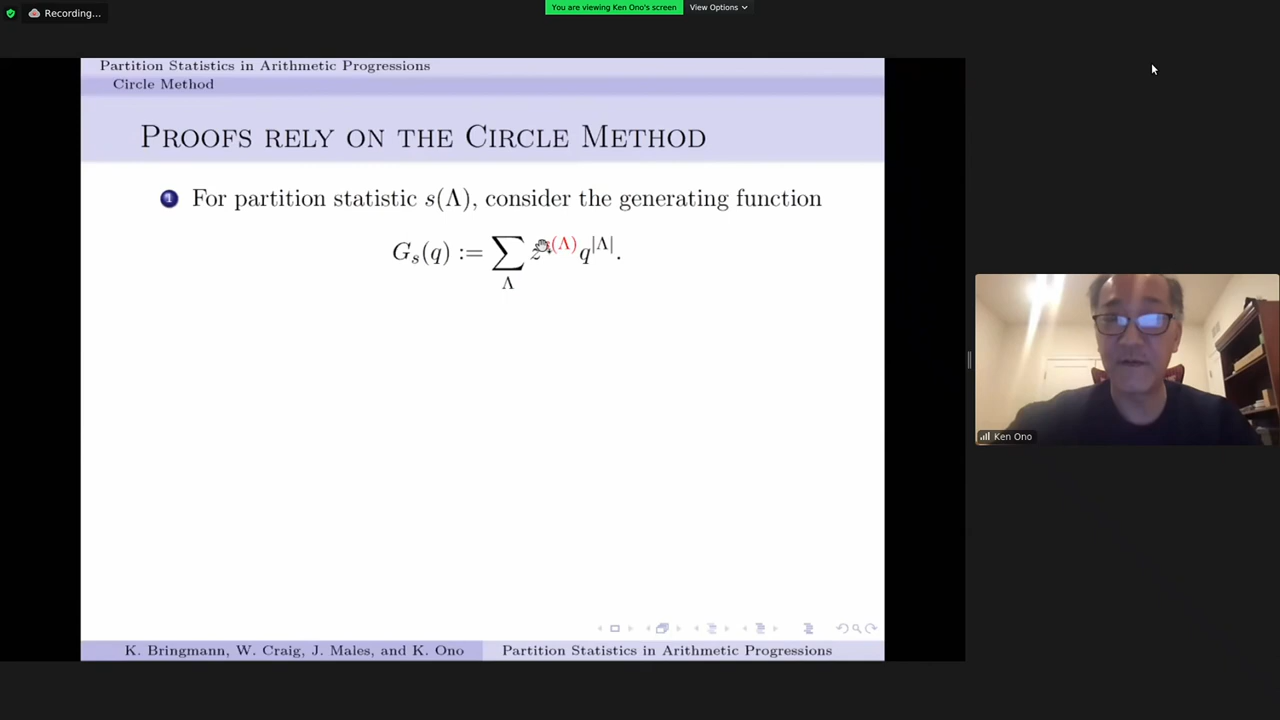 Recording...
You are viewing Ken Ono's screen
View Options
Partition Statistics in Arithmetic Progressions
Circle Method
PROOFS RELY ON THE CIRCLE METHOD
1 For partition statistic s(Λ), consider the generating function
G_s(q) := ∑_Λ z^{s(Λ)} q^{|Λ|}.
Ken Ono
K. Bringmann, W. Craig, J. Males, and K. Ono
Partition Statistics in Arithmetic Progressions